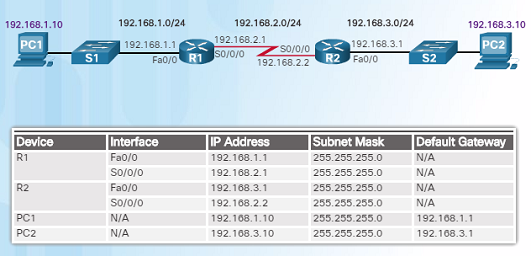 192.168.1.10
192.168.1.0/24
192.168.2.0/24
192.168.3.0/24
192.168.3.10
PC1
S1
192.168.1.1
Fa0/0
R1
192.168.2.1
S0/0/0
S0/0/0
192.168.2.2
R2
192.168.3.1
Fa0/0
S2
PC2
Device Interface IP Address Subnet Mask Default Gateway
R1 Fa0/0 192.168.1.1 255.255.255.0 N/A
S0/0/0 192.168.2.1 255.255.255.0 N/A
R2 Fa0/0 192.168.3.1 255.255.255.0 N/A
S0/0/0 192.168.2.2 255.255.255.0 N/A
PC1 N/A 192.168.1.10 255.255.255.0 192.168.1.1
PC2 N/A 192.168.3.10 255.255.255.0 192.168.3.1